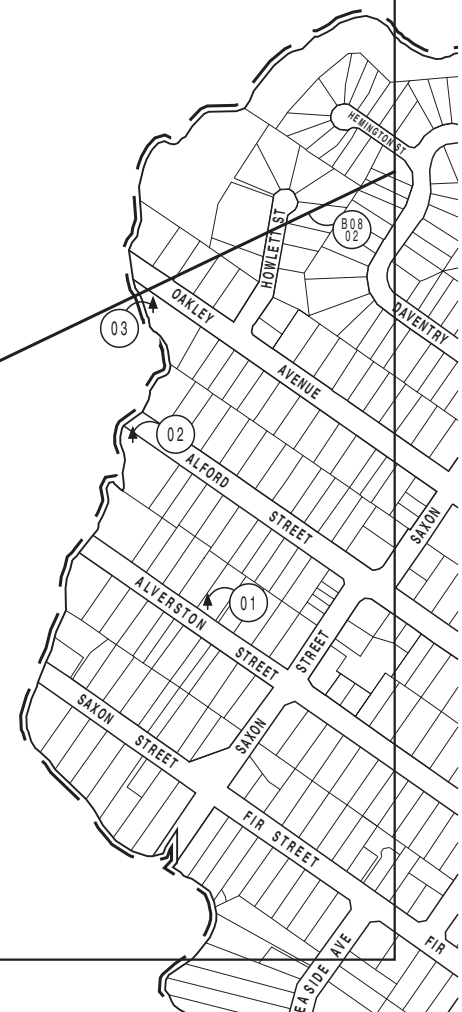 HEMINGTON ST
B08
02
HOWLETT ST
OAKLEY
03
DAVENTRY
AVENUE
02
ALFORD
STREET
SAXON
01
ALVERSTON
STREET
STREET
SAXON
STREET
SAXON
FIR STREET
FIR
EASIDE AVE